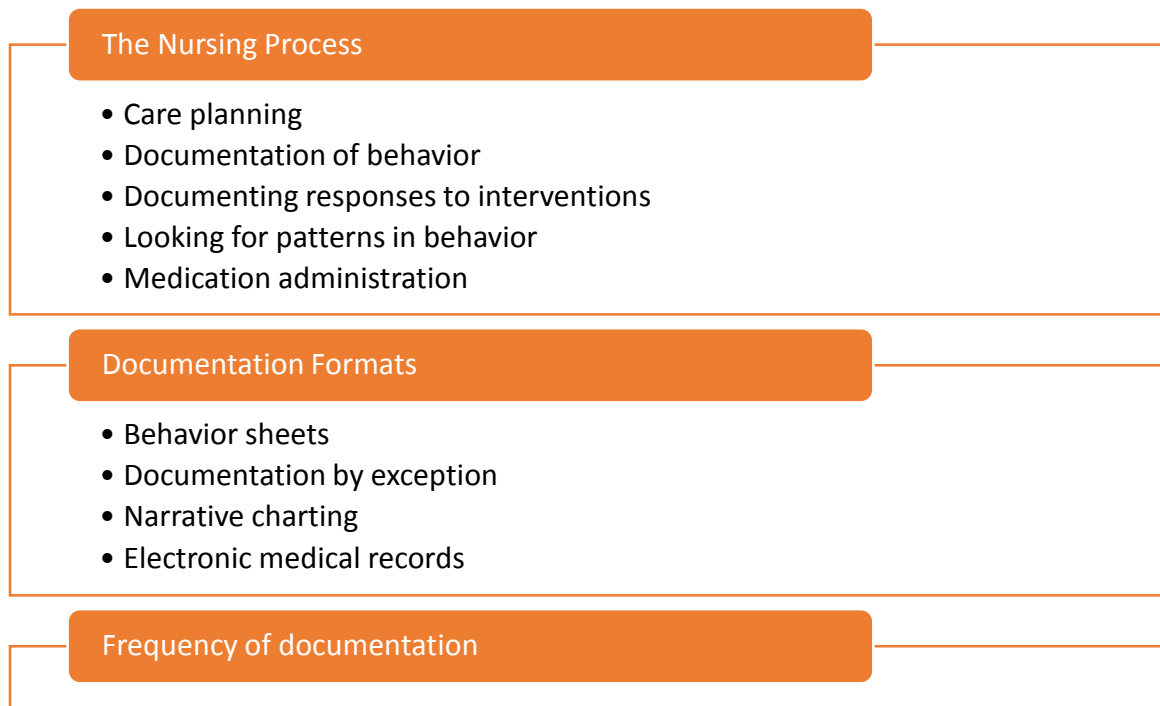 The Nursing Process
• Care planning
• Documentation of behavior
• Documenting responses to interventions
• Looking for patterns in behavior
• Medication administration
Documentation Formats
• Behavior sheets
• Documentation by exception
• Narrative charting
• Electronic medical records
Frequency of documentation